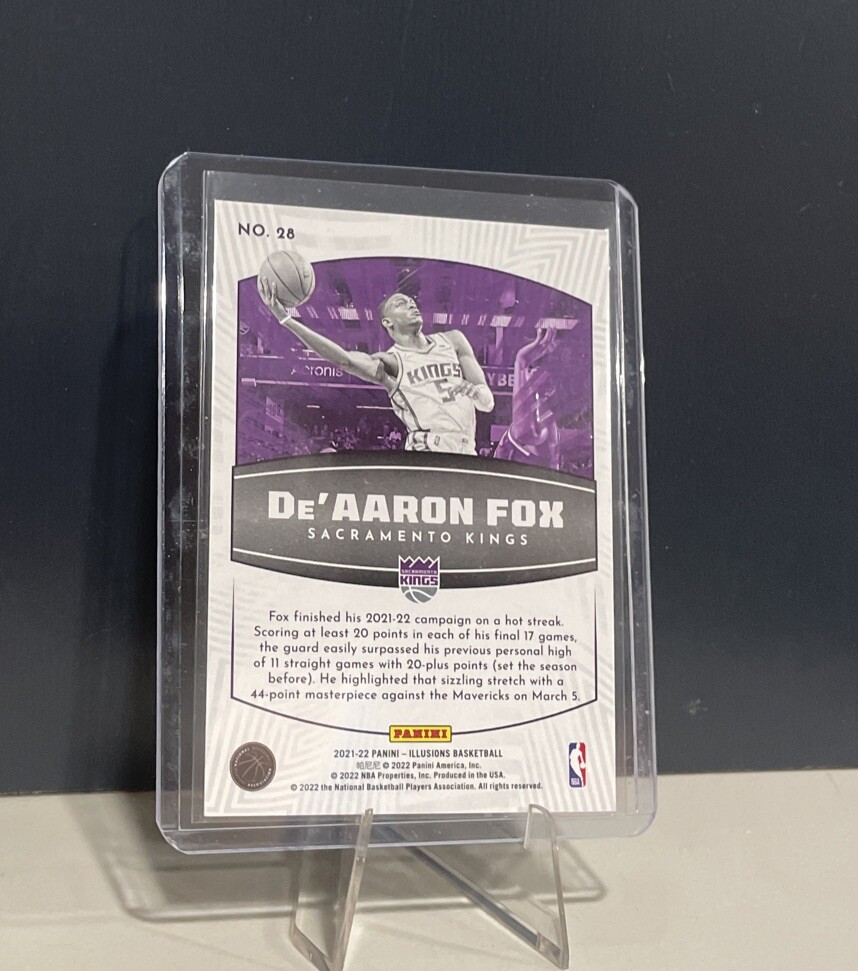 NO. 28
Acronis
KINGS
5
De'AARON FOX
SACRAMENTO KINGS
SACRAMENTO
KINGS
Fox finished his 2021-22 campaign on a hot streak.
Scoring at least 20 points in each of his final 17 games,
the guard easily surpassed his previous personal high
of 11 straight games with 20-plus points (set the season
before). He highlighted that sizzling stretch with a
44-point masterpiece against the Mavericks on March 5.
PANINI
2021-22 PANINI – ILLUSIONS BASKETBALL
帕尼尼 © 2022 Panini America, Inc.
© 2022 NBA Properties, Inc. Produced in the USA.
© 2022 the National Basketball Players Association. All rights reserved.
NBA